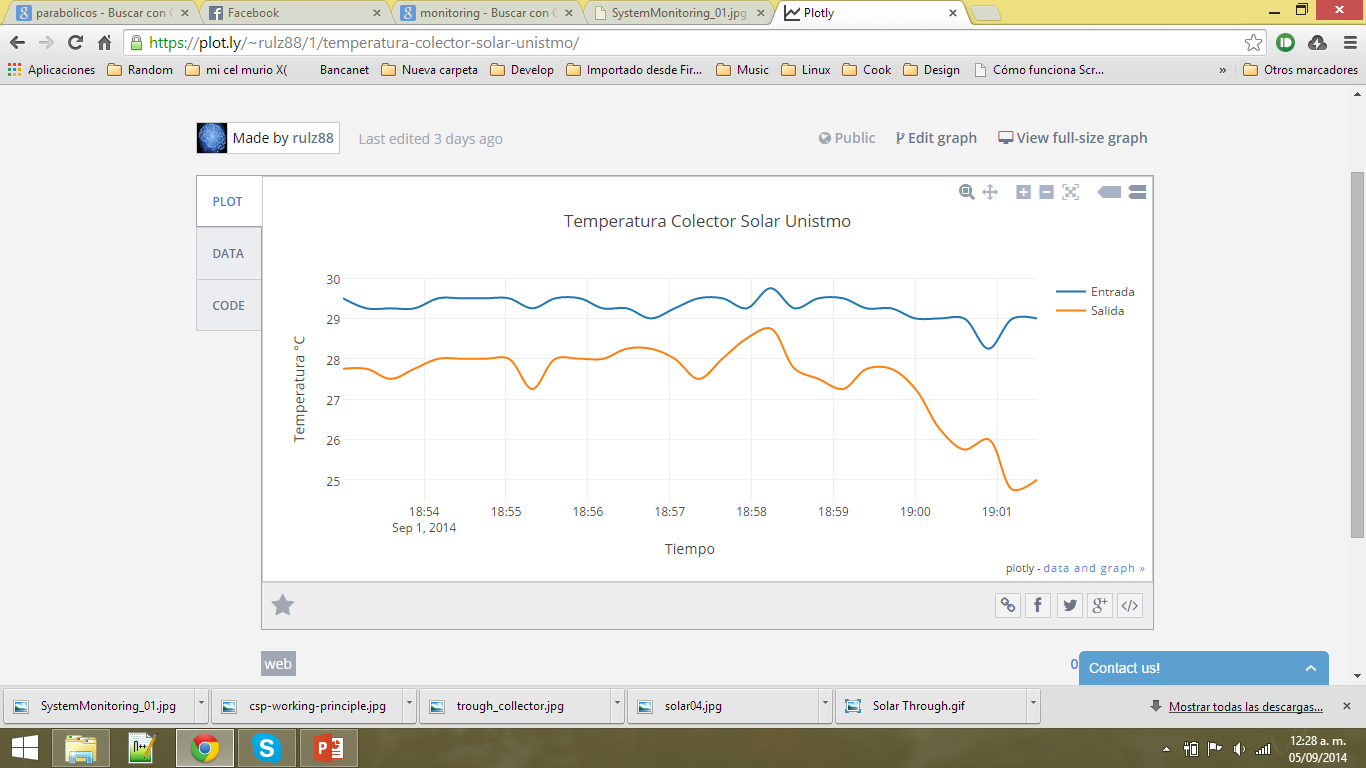 parabolicos - Buscar con G
Facebook
monitoring - Buscar con G
SystemMonitoring_01.jpg
Plotly
https://plot.ly/~rulz88/1/temperatura-colector-solar-unistmo/
Aplicaciones
Random
mi cel murio X(
Bancanet
Nueva carpeta
Develop
Importado desde Fir...
Music
Linux
Cook
Design
Cómo funciona Scr...
»
Otros marcadores
Made by rulz88
Last edited 3 days ago
Public
Edit graph
View full-size graph
PLOT
DATA
CODE
Temperatura Colector Solar Unistmo
30
29
28
27
26
25
Temperatura °C
Entrada
Salida
18:54
18:55
18:56
18:57
18:58
18:59
19:00
19:01
Sep 1, 2014
Tiempo
plotly - data and graph »
web
0
Contact us!
SystemMonitoring_01.jpg
csp-working-principle.jpg
trough_collector.jpg
solar04.jpg
Solar Through.gif
Mostrar todas las descargas...
12:28 a. m.
05/09/2014